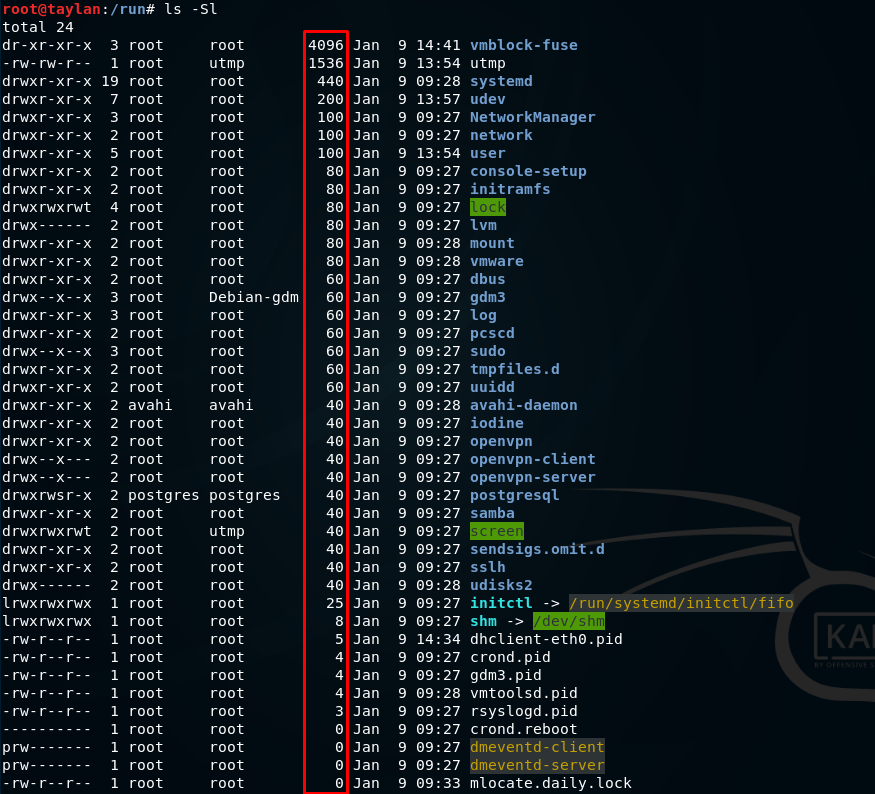 root@taylan:/run# ls -Sl
total 24
dr-xr-xr-x  3 root     root       4096 Jan  9 14:41 vmblock-fuse
-rw-rw-r--  1 root     utmp       1536 Jan  9 13:54 utmp
drwxr-xr-x 19 root     root        440 Jan  9 09:28 systemd
drwxr-xr-x  7 root     root        200 Jan  9 13:57 udev
drwxr-xr-x  3 root     root        100 Jan  9 09:27 NetworkManager
drwxr-xr-x  2 root     root        100 Jan  9 09:27 network
drwxr-xr-x  5 root     root        100 Jan  9 13:54 user
drwxr-xr-x  2 root     root         80 Jan  9 09:27 console-setup
drwxr-xr-x  2 root     root         80 Jan  9 09:27 initramfs
drwxrwxrwt  4 root     root         80 Jan  9 09:27 lock
drwx------  2 root     root         80 Jan  9 09:27 lvm
drwxr-xr-x  2 root     root         80 Jan  9 09:28 mount
drwxr-xr-x  2 root     root         80 Jan  9 09:28 vmware
drwxr-xr-x  2 root     root         60 Jan  9 09:27 dbus
drwx--x--x  3 root     Debian-gdm   60 Jan  9 09:27 gdm3
drwxr-xr-x  3 root     root         60 Jan  9 09:27 log
drwxr-xr-x  2 root     root         60 Jan  9 09:27 pcscd
drwx--x--x  3 root     root         60 Jan  9 09:27 sudo
drwxr-xr-x  2 root     root         60 Jan  9 09:27 tmpfiles.d
drwxr-xr-x  2 root     root         60 Jan  9 09:27 uuidd
drwxr-xr-x  2 avahi    avahi        40 Jan  9 09:28 avahi-daemon
drwxr-xr-x  2 root     root         40 Jan  9 09:27 iodine
drwxr-xr-x  2 root     root         40 Jan  9 09:27 openvpn
drwx--x---  2 root     root         40 Jan  9 09:27 openvpn-client
drwx--x---  2 root     root         40 Jan  9 09:27 openvpn-server
drwxrwsr-x  2 postgres postgres     40 Jan  9 09:27 postgresql
drwxr-xr-x  2 root     root         40 Jan  9 09:27 samba
drwxrwxrwt  2 root     utmp         40 Jan  9 09:27 screen
drwxr-xr-x  2 root     root         40 Jan  9 09:27 sendsigs.omit.d
drwxr-xr-x  2 root     root         40 Jan  9 09:27 sslh
drwx------  2 root     root         40 Jan  9 09:28 udisks2
lrwxrwxrwx  1 root     root         25 Jan  9 09:27 initctl -> /run/systemd/initctl/fifo
lrwxrwxrwx  1 root     root          8 Jan  9 09:27 shm -> /dev/shm
-rw-r--r--  1 root     root          5 Jan  9 14:34 dhclient-eth0.pid
-rw-r--r--  1 root     root          4 Jan  9 09:27 crond.pid
-rw-r--r--  1 root     root          4 Jan  9 09:27 gdm3.pid
-rw-r--r--  1 root     root          4 Jan  9 09:28 vmtoolsd.pid
-rw-r--r--  1 root     root          3 Jan  9 09:27 rsyslogd.pid
----------  1 root     root          0 Jan  9 09:27 crond.reboot
prw-------  1 root     root          0 Jan  9 09:27 dmeventd-client
prw-------  1 root     root          0 Jan  9 09:27 dmeventd-server
-rw-r--r--  1 root     root          0 Jan  9 09:33 mlocate.daily.lock